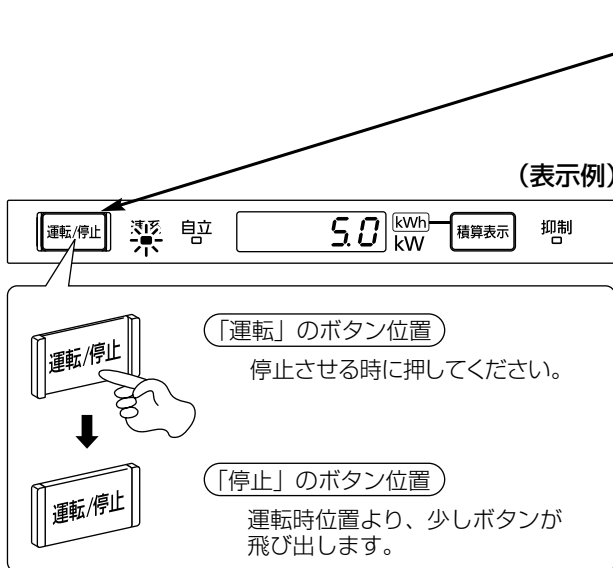 （表示例）
運転/停止 連系 自立 5.0 kWh kW 積算表示 抑制
「運転」のボタン位置
運転/停止
停止させる時に押してください。
「停止」のボタン位置
運転/停止
運転時位置より、少しボタンが
飛び出します。